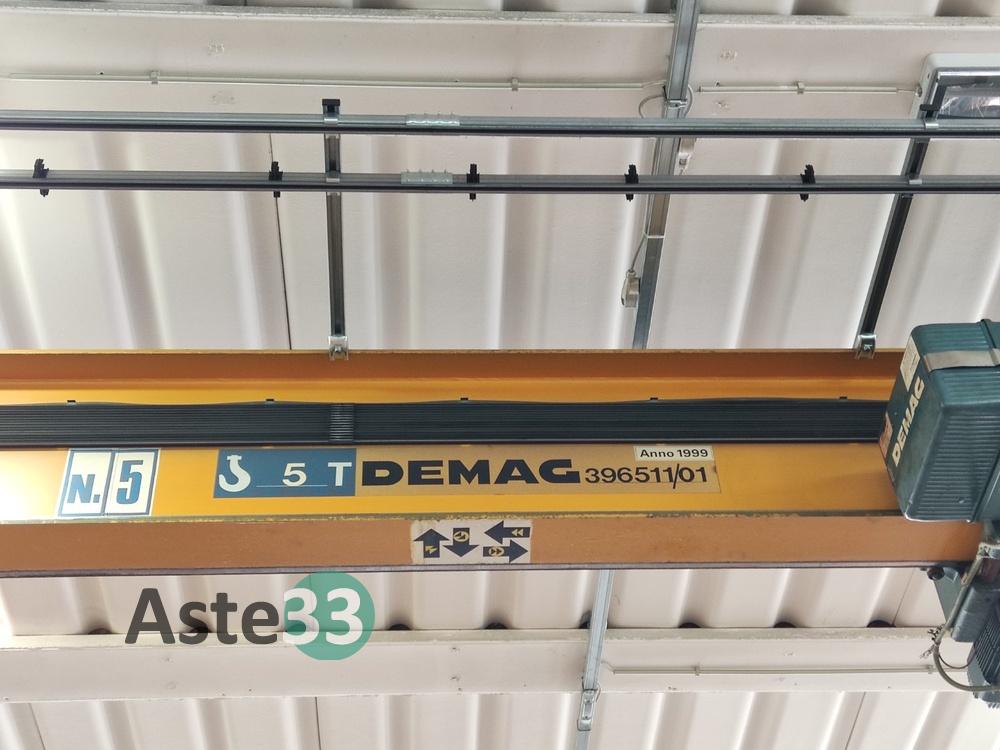 N. 5
5 T DEMAG 396511/01
Anno 1999
DEMAG
Aste33